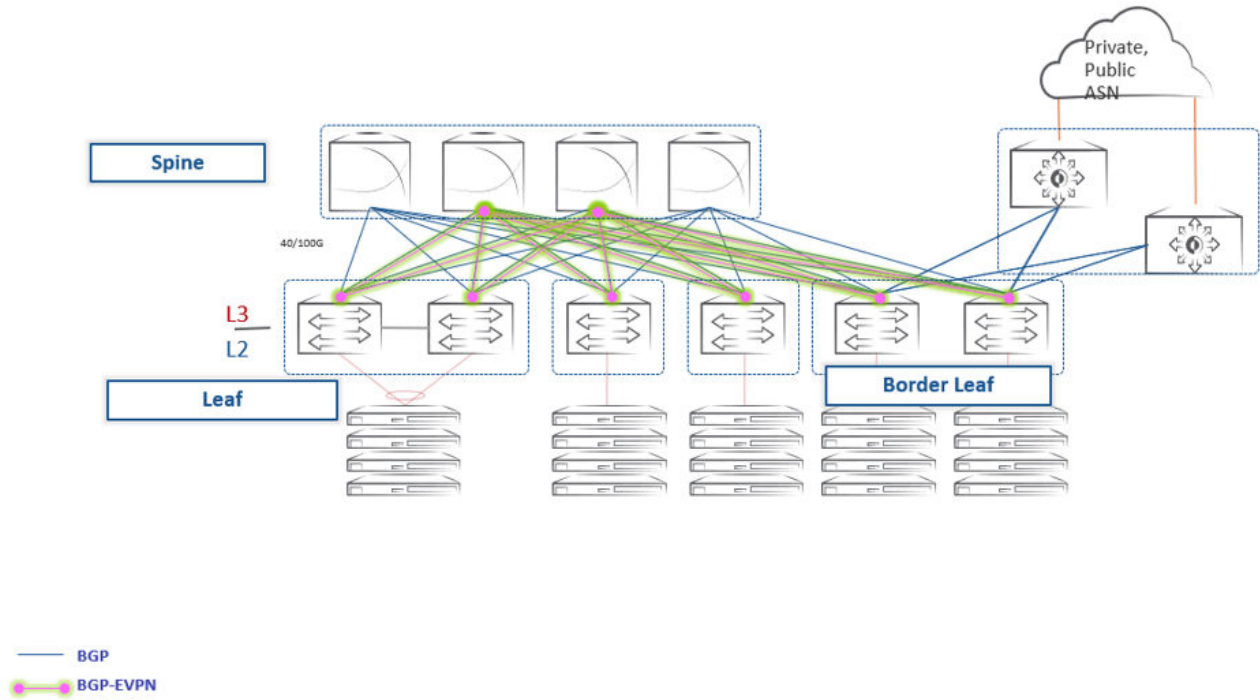 Private,
Public
ASN
Spine
40/100G
L3
L2
Leaf
Border Leaf
BGP
BGP-EVPN